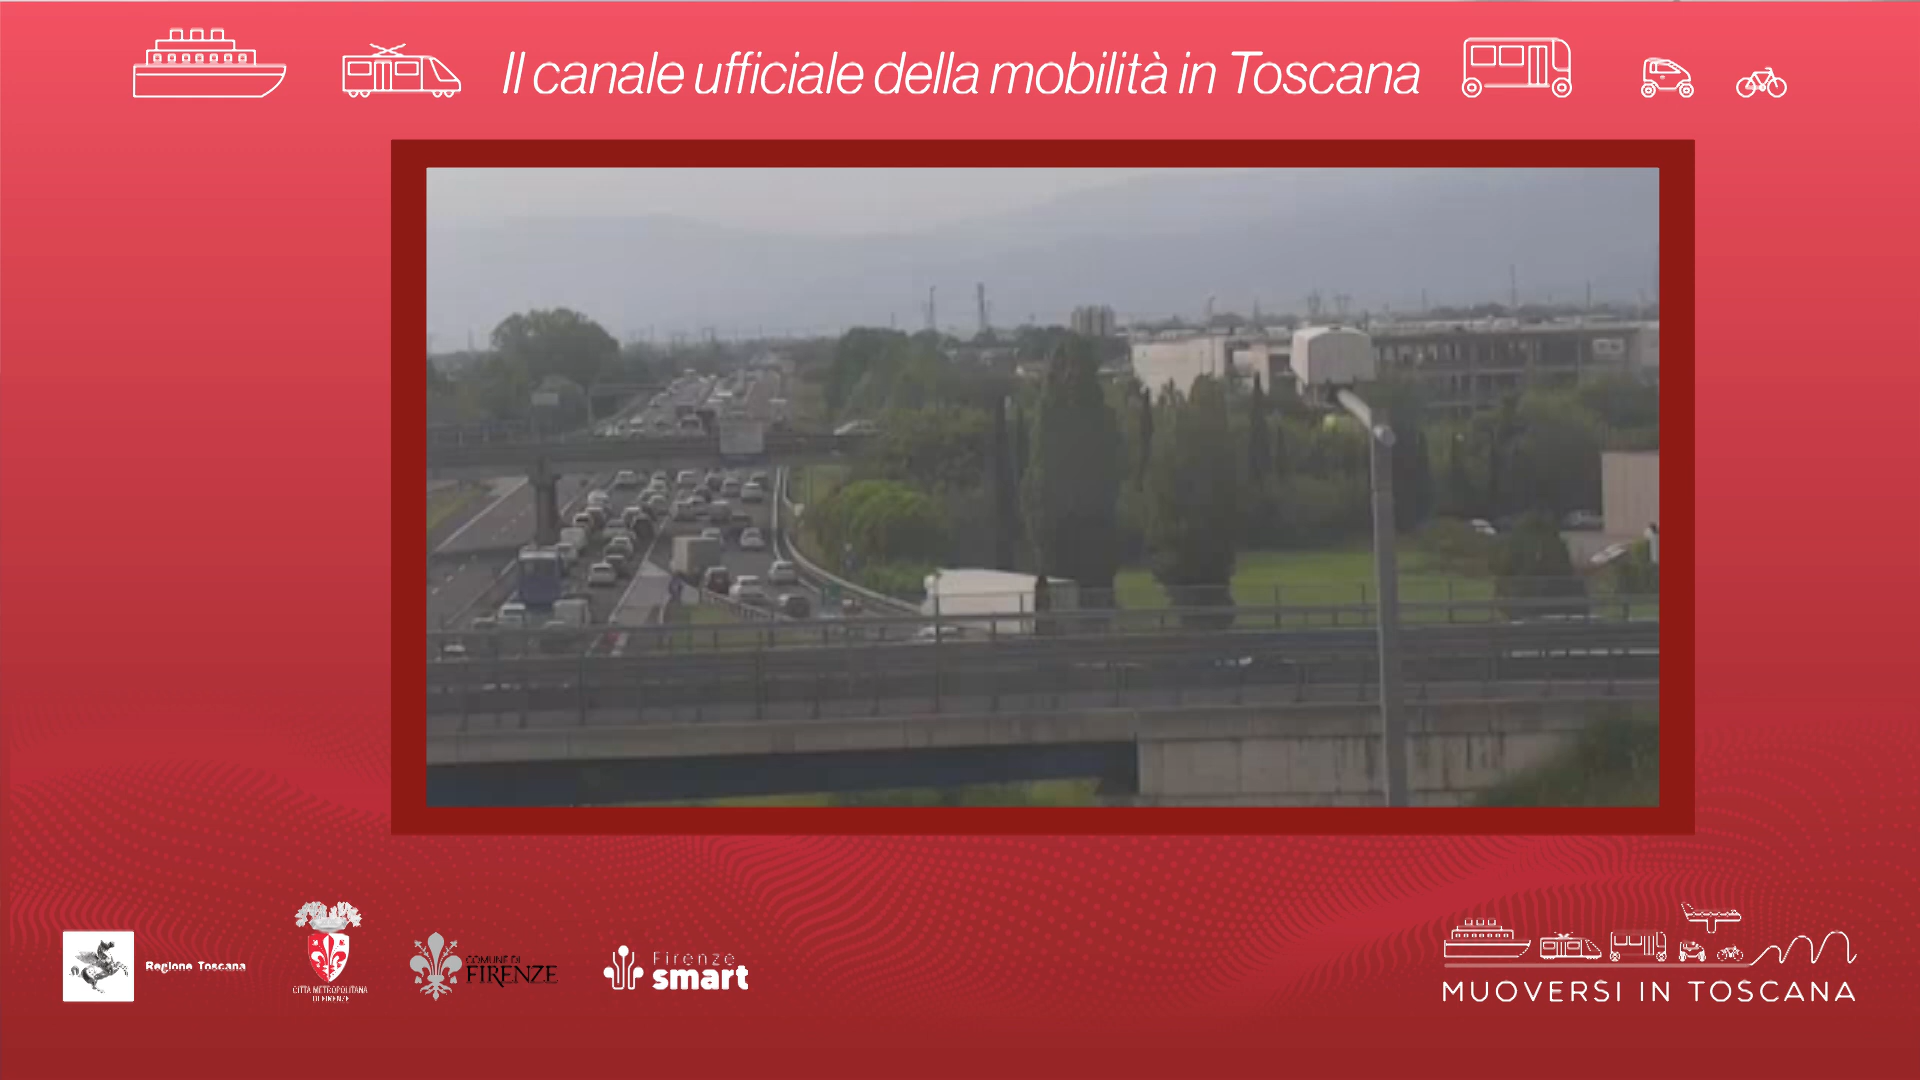 Il canale ufficiale della mobilità in Toscana
Regione Toscana
CITTÀ METROPOLITANA
DI FIRENZE
COMUNE DI
FIRENZE
Firenze
smart
MUOVERSI IN TOSCANA